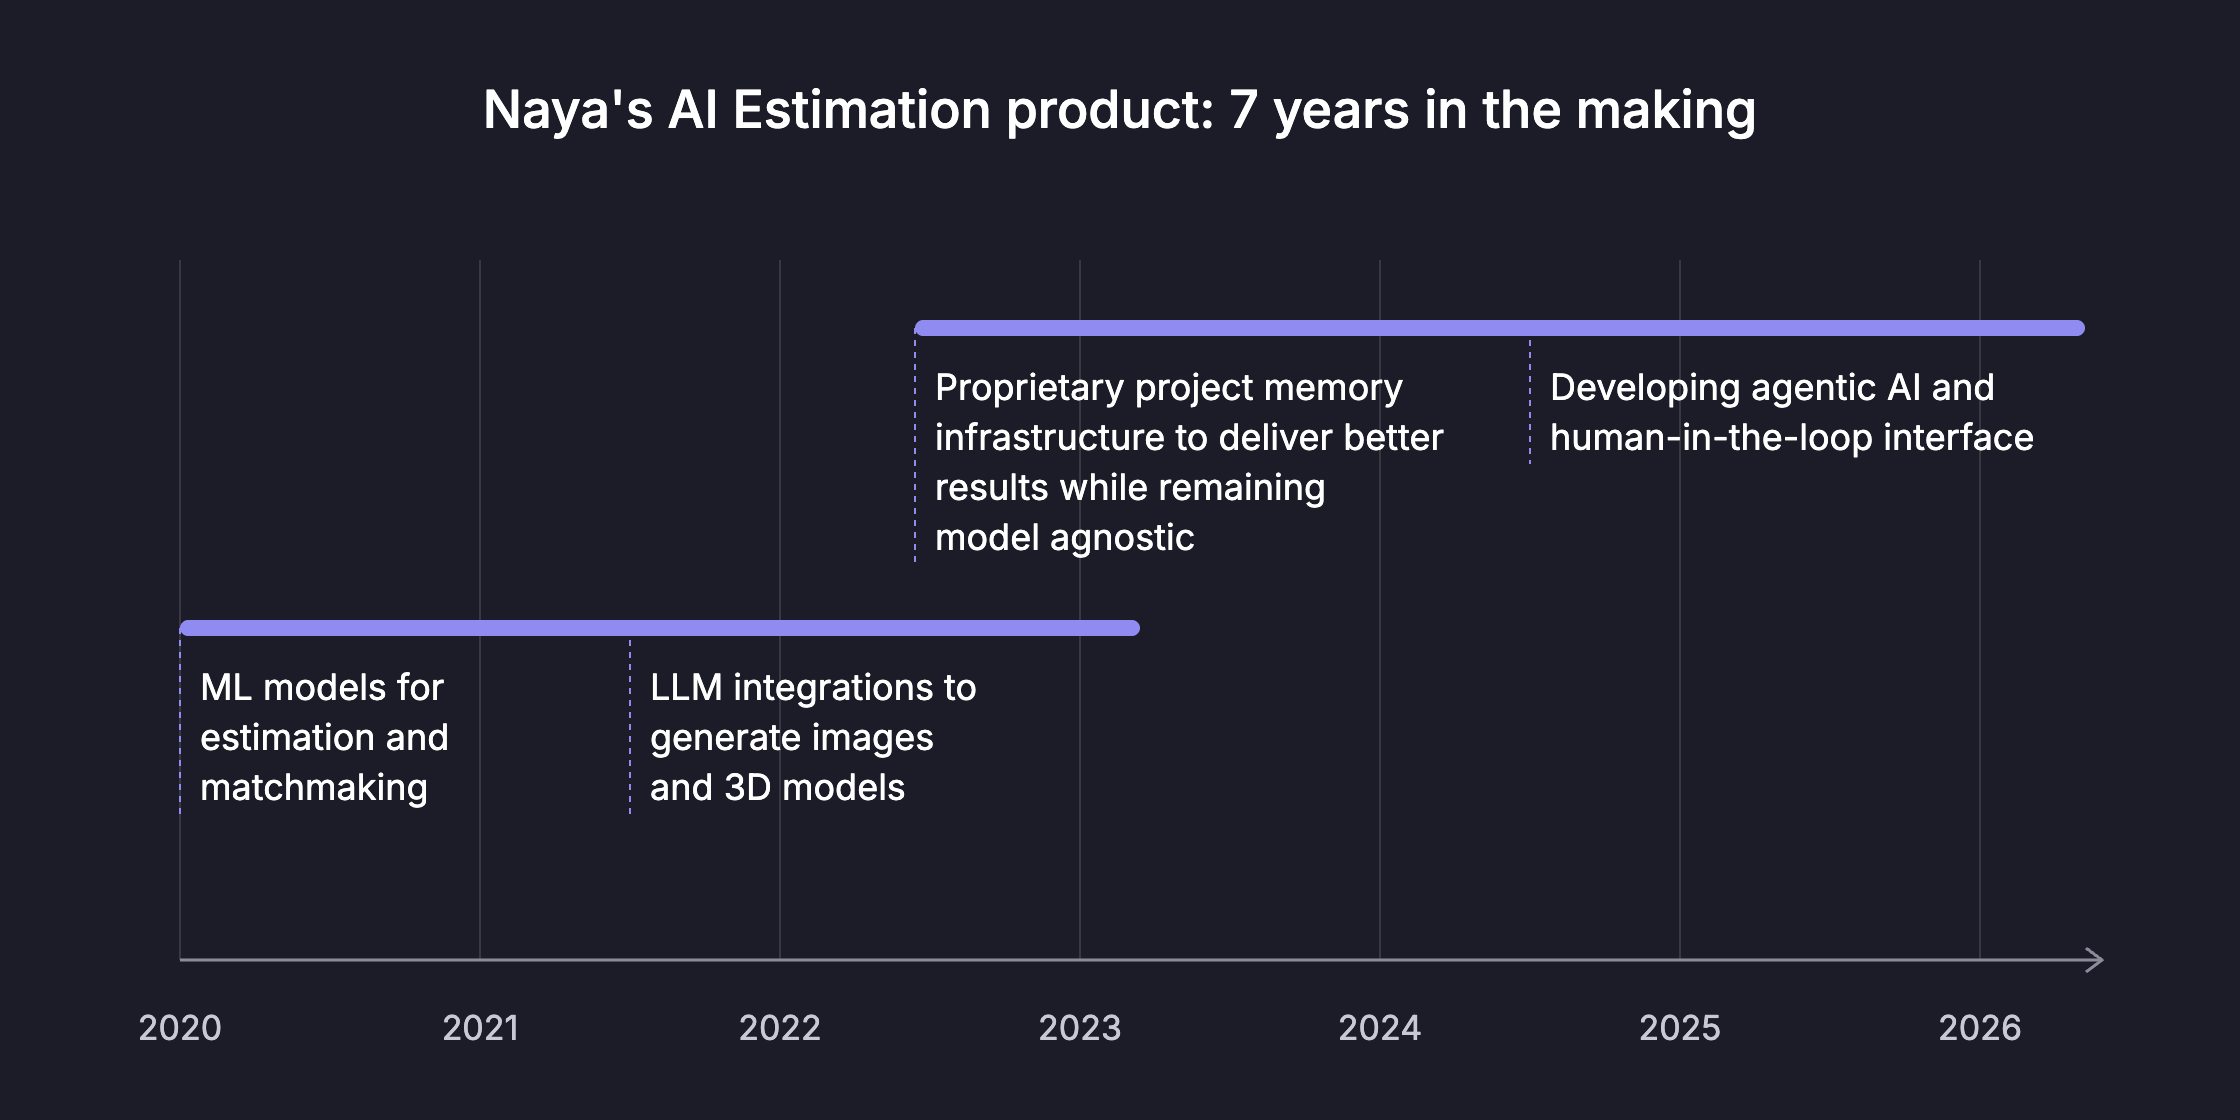 Naya's AI Estimation product: 7 years in the making
Proprietary project memory
infrastructure to deliver better
results while remaining
model agnostic
Developing agentic AI and
human-in-the-loop interface
ML models for
estimation and
matchmaking
LLM integrations to
generate images
and 3D models
2020
2021
2022
2023
2024
2025
2026